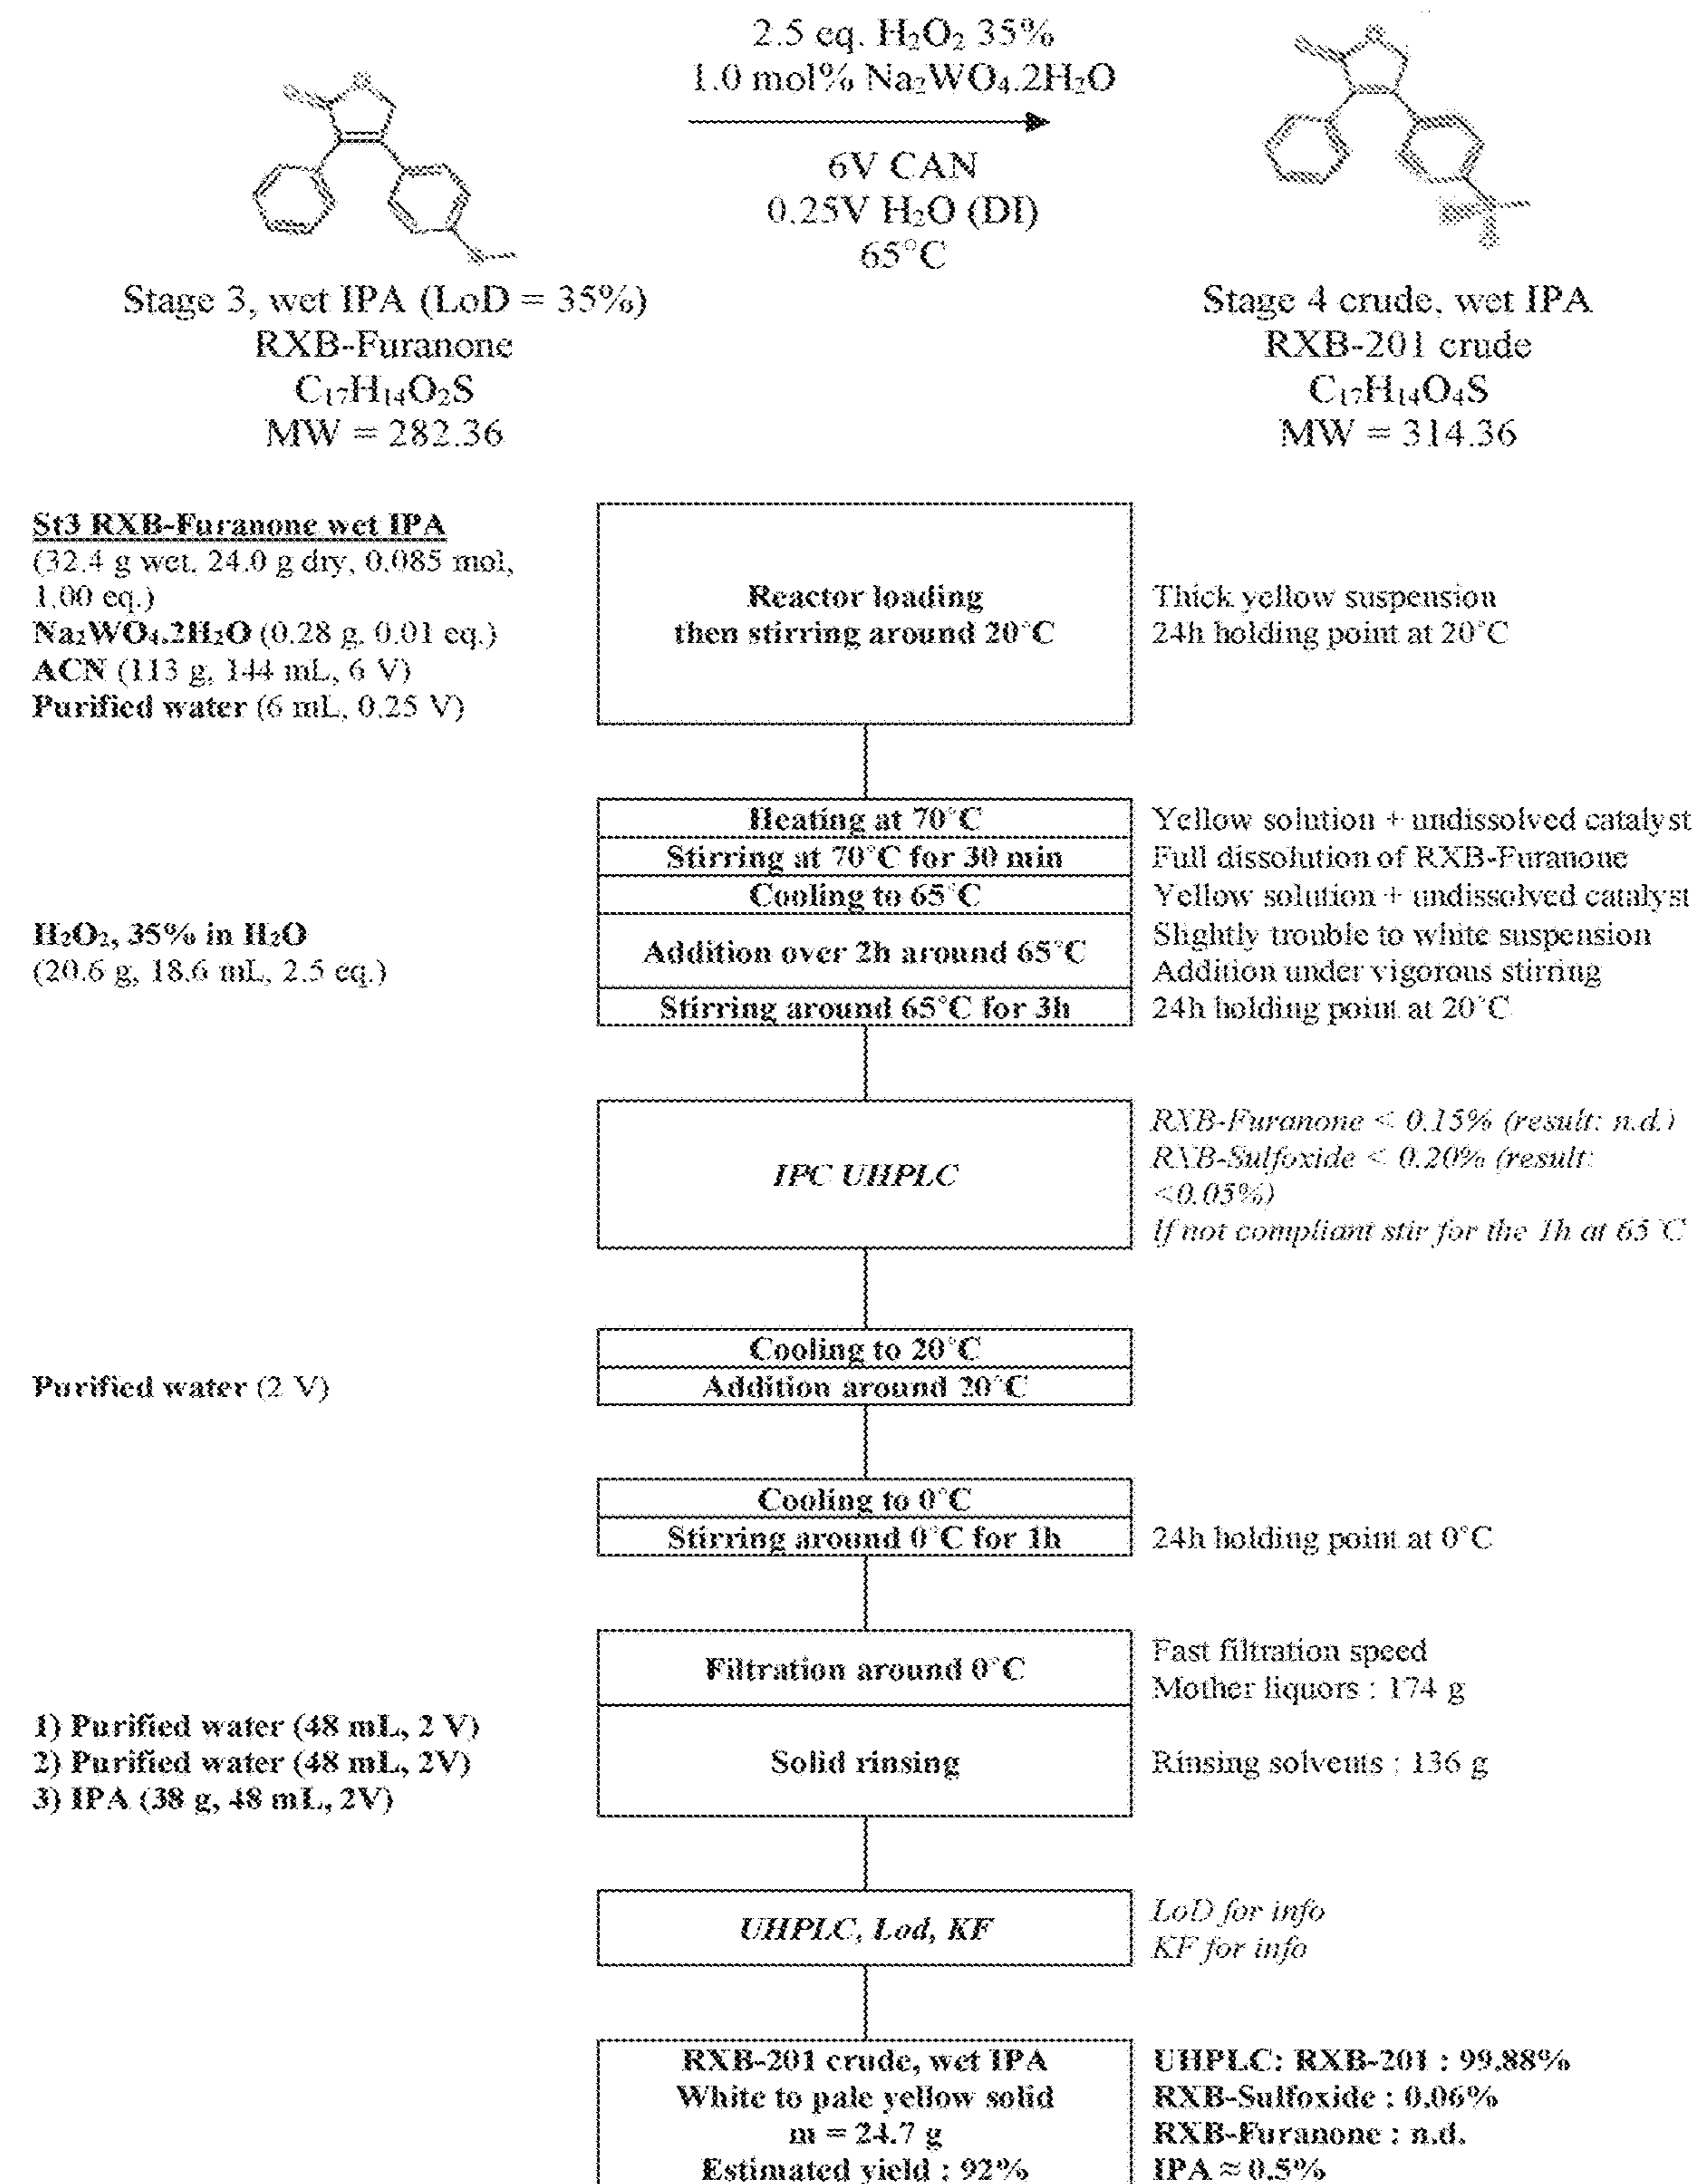 2.5 eq. H₂O₂ 35%
1.0 mol% Na₂WO₄.2H₂O
6V CAN
0.25V H₂O (DI)
65°C
Stage 3, wet IPA (LoD = 35%)
RXB-Furanone
C₁₇H₁₄O₂S
MW = 282.36
Stage 4 crude, wet IPA
RXB-201 crude
C₁₇H₁₄O₄S
MW = 314.36
St3 RXB-Furanone wet IPA
(32.4 g wet, 24.0 g dry, 0.085 mol,
1.00 eq.)
Na₂WO₄.2H₂O (0.28 g, 0.01 eq.)
ACN (113 g, 144 mL, 6 V)
Purified water (6 mL, 0.25 V)
Reactor loading
then stirring around 20°C
Thick yellow suspension
24h holding point at 20°C
Heating at 70°C
Yellow solution + undissolved catalyst
Stirring at 70°C for 30 min
Full dissolution of RXB-Furanone
Cooling to 65°C
Yellow solution + undissolved catalyst
H₂O₂, 35% in H₂O
(20.6 g, 18.6 mL, 2.5 eq.)
Addition over 2h around 65°C
Slightly trouble to white suspension
Addition under vigorous stirring
Stirring around 65°C for 3h
24h holding point at 20°C
IPC UHPLC
RXB-Furanone < 0.15% (result: n.d.)
RXB-Sulfoxide < 0.20% (result:
<0.05%)
If not compliant stir for the 1h at 65°C
Cooling to 20°C
Purified water (2 V)
Addition around 20°C
Cooling to 0°C
Stirring around 0°C for 1h
24h holding point at 0°C
Filtration around 0°C
Fast filtration speed
Mother liquors : 174 g
1) Purified water (48 mL, 2 V)
2) Purified water (48 mL, 2V)
3) IPA (38 g, 48 mL, 2V)
Solid rinsing
Rinsing solvents : 136 g
UHPLC, Lod, KF
LoD for info
KF for info
RXB-201 crude, wet IPA
White to pale yellow solid
m = 24.7 g
Estimated yield : 92%
UHPLC: RXB-201 : 99.88%
RXB-Sulfoxide : 0.06%
RXB-Furanone : n.d.
IPA ≈ 0.5%